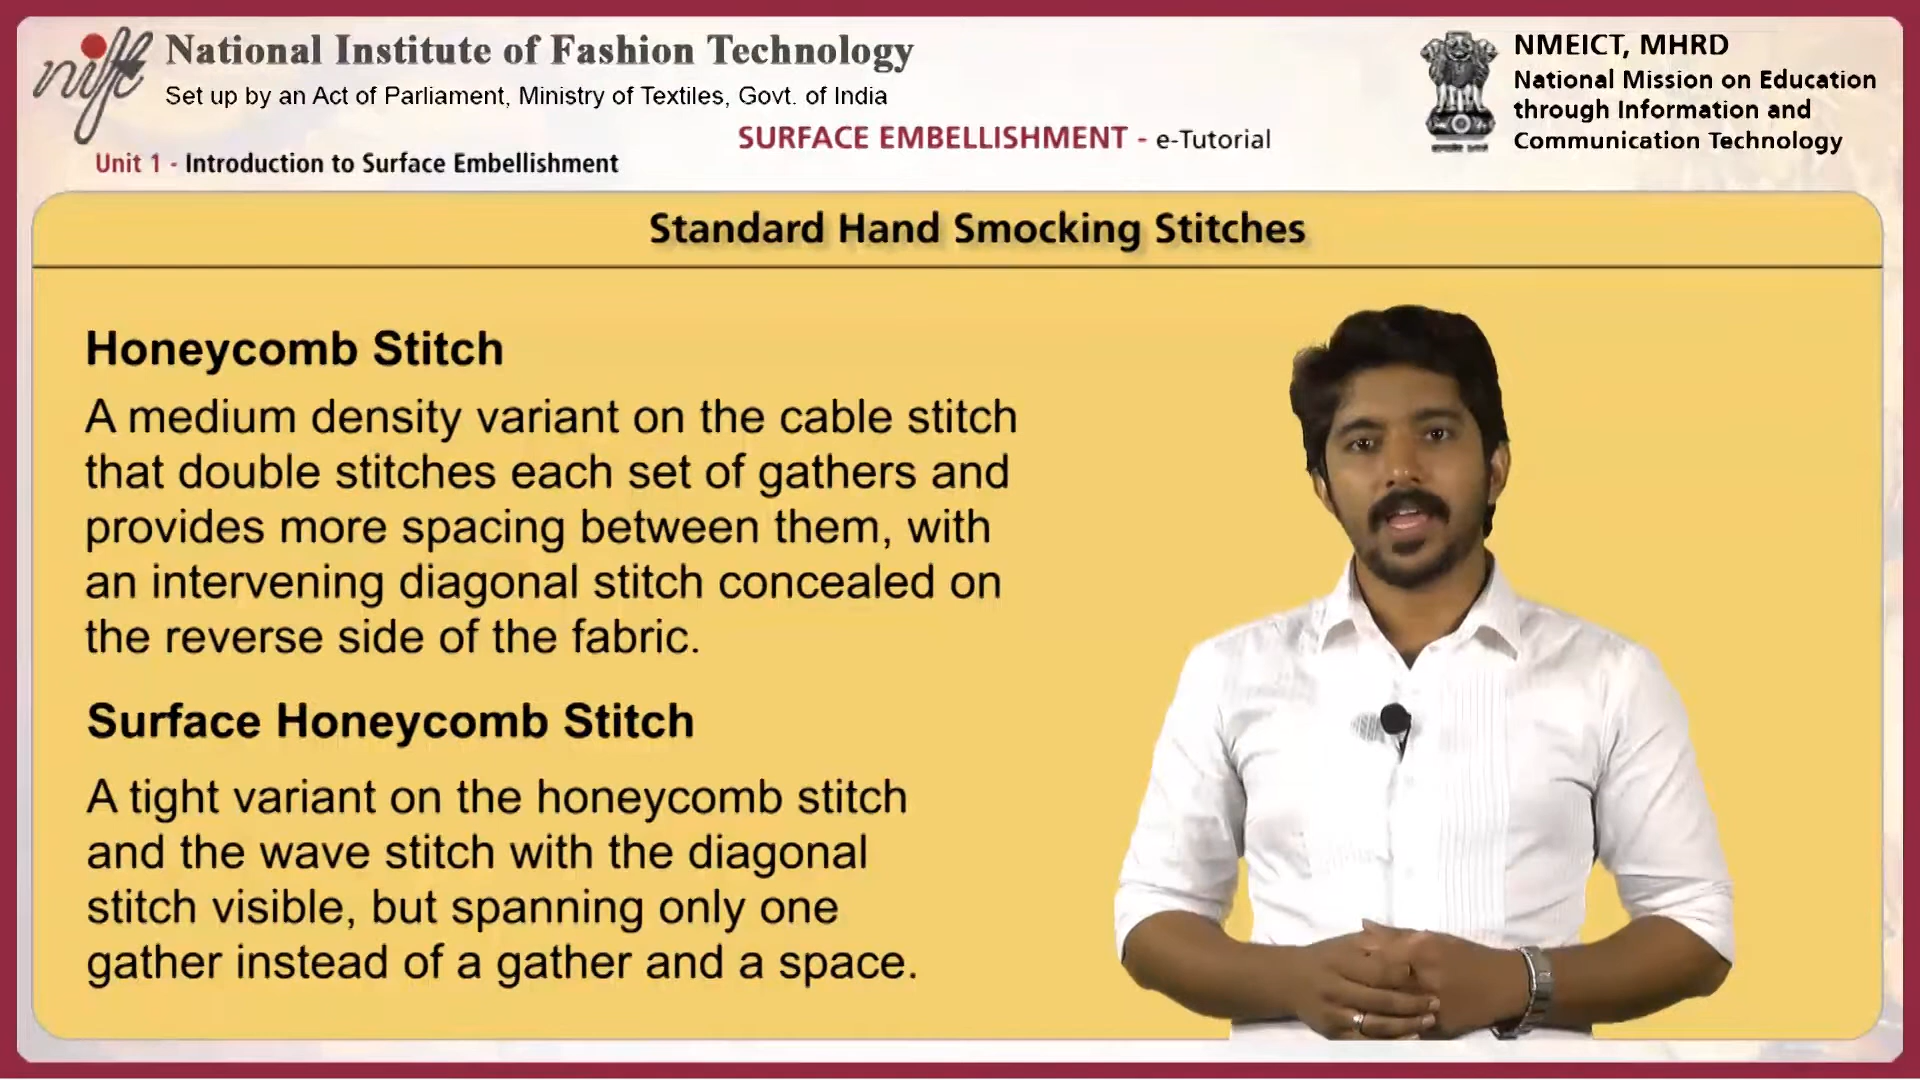 nift
National Institute of Fashion Technology
Set up by an Act of Parliament, Ministry of Textiles, Govt. of India
SURFACE EMBELLISHMENT - e-Tutorial
Unit 1 - Introduction to Surface Embellishment
NMEICT, MHRD
National Mission on Education
through Information and
Communication Technology
Standard Hand Smocking Stitches
Honeycomb Stitch
A medium density variant on the cable stitch
that double stitches each set of gathers and
provides more spacing between them, with
an intervening diagonal stitch concealed on
the reverse side of the fabric.
Surface Honeycomb Stitch
A tight variant on the honeycomb stitch
and the wave stitch with the diagonal
stitch visible, but spanning only one
gather instead of a gather and a space.